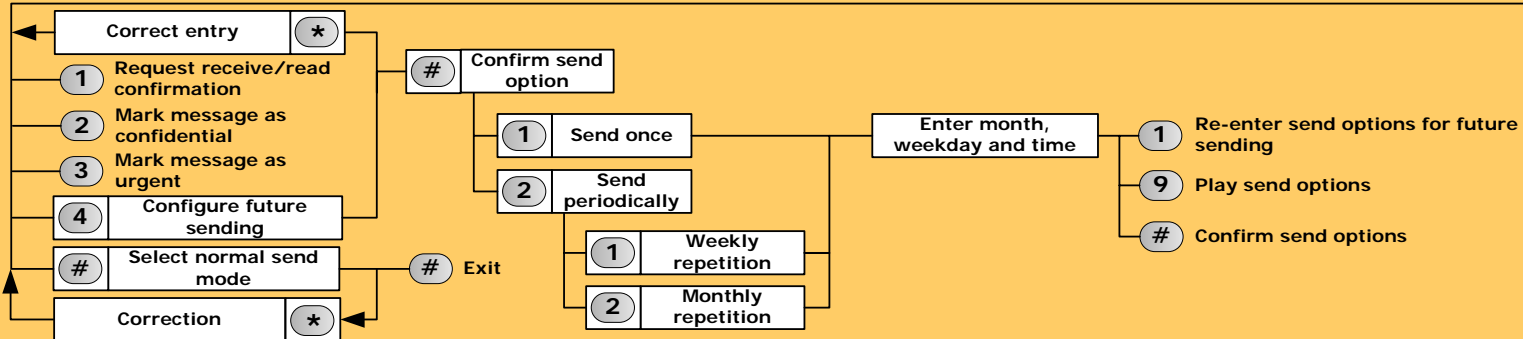 Correct entry *
1 Request receive/read
confirmation
2 Mark message as
confidential
3 Mark message as
urgent
4 Configure future
sending
# Select normal send
mode
Correction *
# Exit
# Confirm send
option
1 Send once
2 Send
periodically
1 Weekly
repetition
2 Monthly
repetition
Enter month,
weekday and time
1 Re-enter send options for future
sending
9 Play send options
# Confirm send options